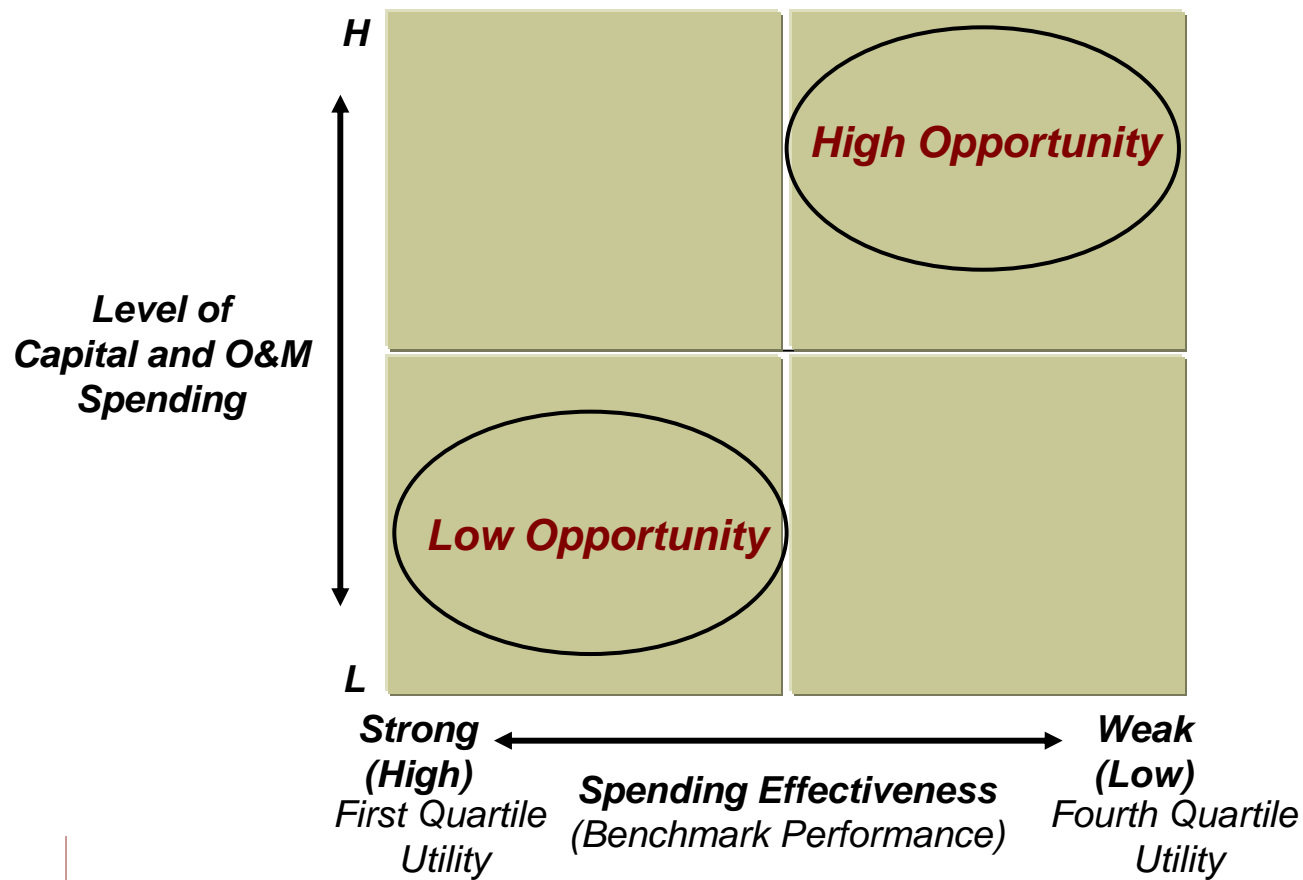 H
High Opportunity
Level of
Capital and O&M
Spending
Low Opportunity
L
Strong
(High)
First Quartile
Utility
Spending Effectiveness
(Benchmark Performance)
Weak
(Low)
Fourth Quartile
Utility